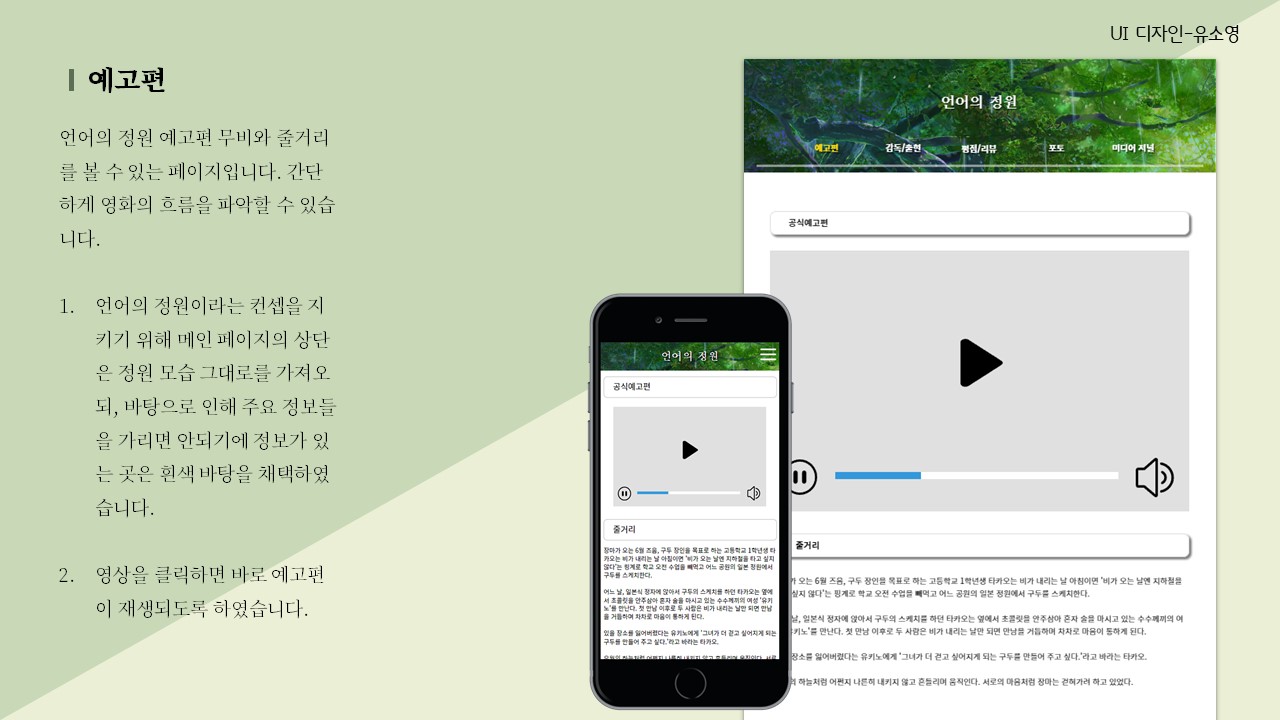 UI 디자인-유소영
예고편
언어의 정원 예고편 무비와 줄거리
를 볼 수 있는 페이지입니다. 간단
하게 영화의 흐름을 파악할 수 있습
니다.
1. 언어의 정원이라는 컨셉을 지
키기 위해 메인 페이지의 상단
은 정원 모습 그대로를 가져오
되, 바탕으로 인해 주요 정보들
을 가리면 안되기에 정보가 있
는 곳은 흰색 바탕을 채택하였
습니다.
2. 영상을 클릭하면 바로 예고편
이 재생되도록 하였습니다.
언어의 정원
공식예고편
줄거리
장마가 오는 6월 즈음, 구두 장인을 목표로 하는 고등학교 1학년생 타
카오는 비가 내리는 날 아침이면 '비가 오는 날엔 지하철을 타고 싶지
않다'는 핑계로 학교 오전 수업을 빼먹고 어느 공원의 일본 정원에서
구두를 스케치한다.
어느 날, 일본식 정자에 앉아서 구두의 스케치를 하던 타카오는 옆에
서 초콜릿을 안주삼아 혼자 술을 마시고 있는 수수께끼의 여성 '유키
노'를 만난다. 첫 만남 이후로 두 사람은 비가 내리는 날만 되면 만남
을 거듭하며 차차로 마음이 통하게 된다.
있을 장소를 잃어버렸다는 유키노에게 '그녀가 더 걷고 싶어지게 되는
구두를 만들어 주고 싶다.'라고 바라는 타카오.
언어의 정원
예고편 감독/출연 평점/리뷰 포토 미디어 저널
공식예고편
줄거리
가 오는 6월 즈음, 구두 장인을 목표로 하는 고등학교 1학년생 타카오는 비가 내리는 날 아침이면 '비가 오는 날엔 지하철을
싶지 않다'는 핑계로 학교 오전 수업을 빼먹고 어느 공원의 일본 정원에서 구두를 스케치한다.
날, 일본식 정자에 앉아서 구두의 스케치를 하던 타카오는 옆에서 초콜릿을 안주삼아 혼자 술을 마시고 있는 수수께끼의 여
키노'를 만난다. 첫 만남 이후로 두 사람은 비가 내리는 날만 되면 만남을 거듭하며 차차로 마음이 통하게 된다.
장소를 잃어버렸다는 유키노에게 '그녀가 더 걷고 싶어지게 되는 구두를 만들어 주고 싶다.'라고 바라는 타카오.
의 하늘처럼 어쩐지 나른히 내키지 않고 흔들리며 움직인다. 서로의 마음처럼 장마는 걷혀가려 하고 있었다.